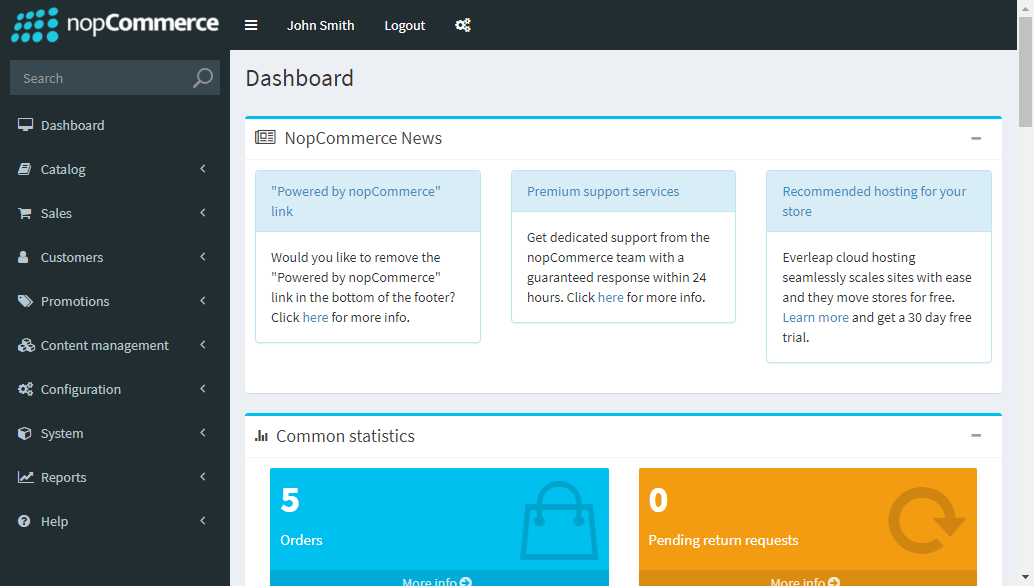 nopCommerce
John Smith
Logout
Search
Dashboard
Catalog
Sales
Customers
Promotions
Content management
Configuration
System
Reports
Help
Dashboard
NopCommerce News
"Powered by nopCommerce"
link
Would you like to remove the
"Powered by nopCommerce"
link in the bottom of the footer?
Click here for more info.
Premium support services
Get dedicated support from the
nopCommerce team with a
guaranteed response within 24
hours. Click here for more info.
Recommended hosting for your
store
Everleap cloud hosting
seamlessly scales sites with ease
and they move stores for free.
Learn more and get a 30 day free
trial.
Common statistics
5
Orders
More info
0
Pending return requests
More info